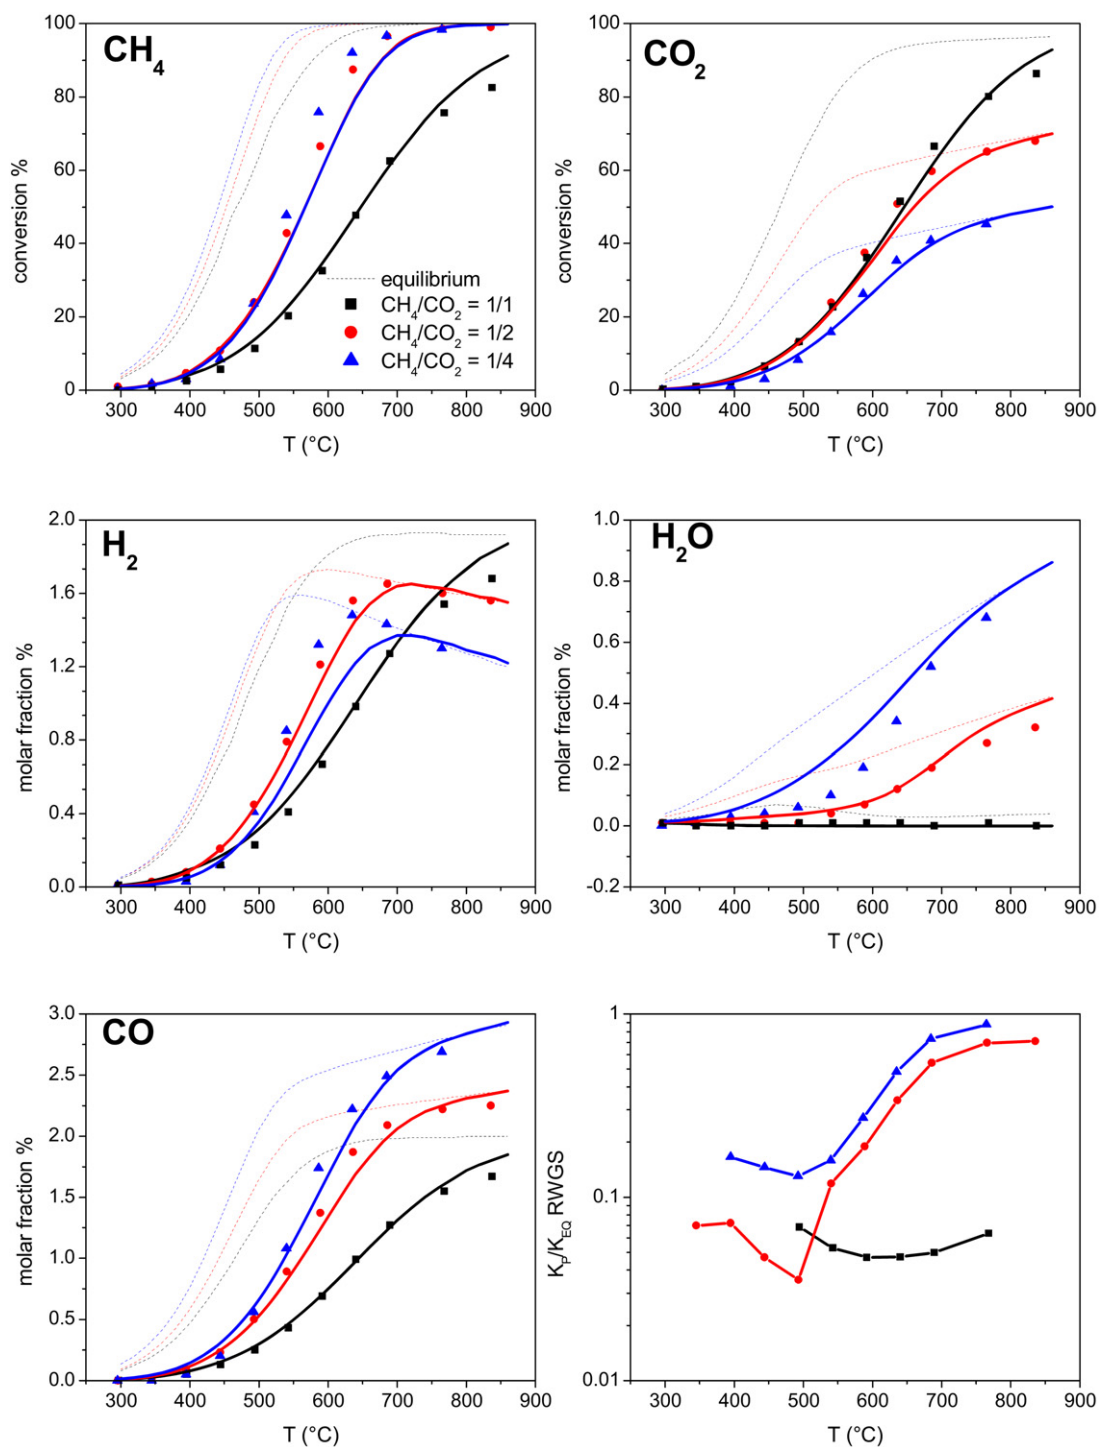 CH4
conversion %
100
80
60
40
20
0
equilibrium
CH4/CO2 = 1/1
CH4/CO2 = 1/2
CH4/CO2 = 1/4
300 400 500 600 700 800 900
T (°C)
CO2
conversion %
100
80
60
40
20
0
300 400 500 600 700 800 900
T (°C)
H2
molar fraction %
2.0
1.6
1.2
0.8
0.4
0.0
300 400 500 600 700 800 900
T (°C)
H2O
molar fraction %
1.0
0.8
0.6
0.4
0.2
0.0
-0.2
300 400 500 600 700 800 900
T (°C)
CO
molar fraction %
3.0
2.5
2.0
1.5
1.0
0.5
0.0
300 400 500 600 700 800 900
T (°C)
KP/KEQ RWGS
1
0.1
0.01
300 400 500 600 700 800 900
T (°C)